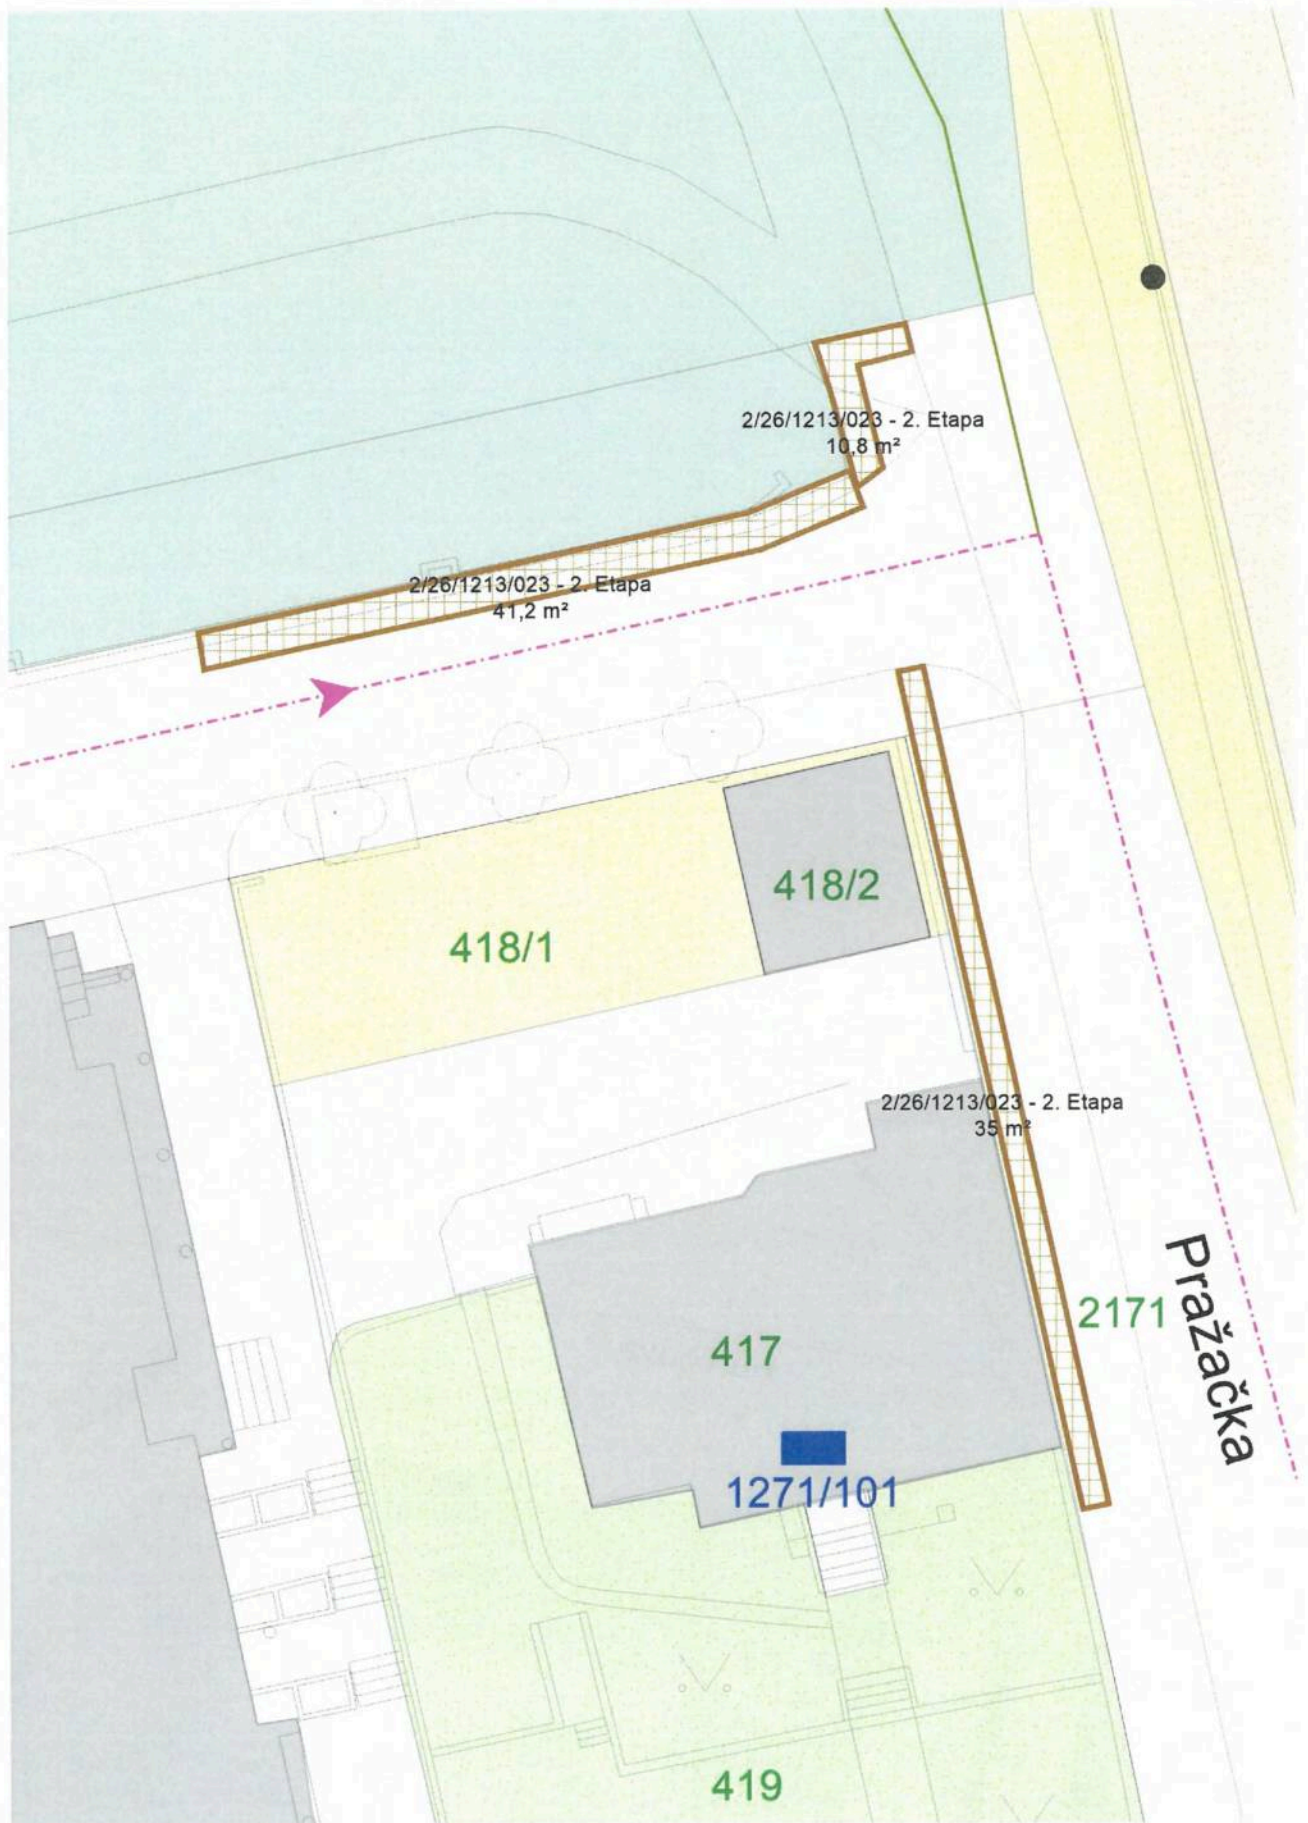 2/26/1213/023 - 2. Etapa
10,8 m²
2/26/1213/023 - 2. Etapa
41,2 m²
418/2
418/1
2/26/1213/023 - 2. Etapa
35 m²
2171
Pražačka
417
1271/101
419